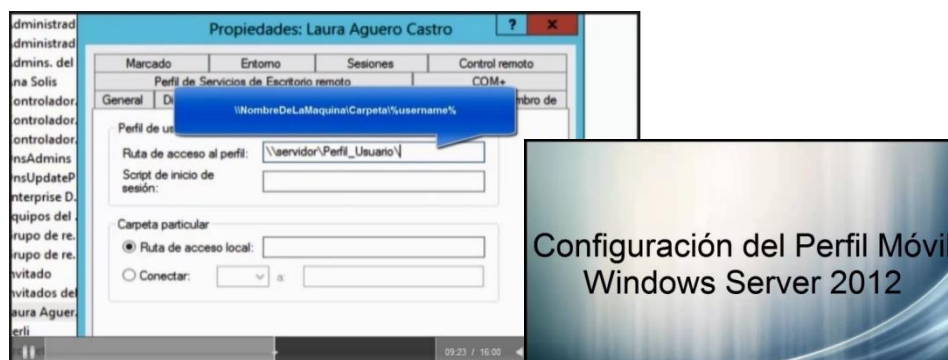 dministrad
dministrad
dmins. del
na Solis
ontrolador.
ontrolador.
ontrolador.
nsAdmins
nsUpdateP
nterprise D.
quipos del .
rupo de re.
rupo de re.
nvitado
nvitados del
aura Aguer.
erli
Propiedades: Laura Aguero Castro
? x
Marcado Entorno Sesiones Control remoto
Perfil de Servicios de Escritorio remoto COM+
General Di mbro de
\\NombreDeLaMaquina\Carpeta\%username%
Perfil de us
Ruta de acceso al perfil: \\servidor\Perfil_Usuario\
Script de inicio de
sesión:
Carpeta particular
Ruta de acceso local:
Conectar: a:
09:23 / 16:00
Configuración del Perfil Móvil
Windows Server 2012